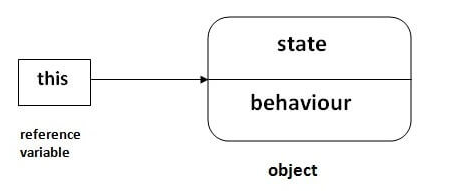 this
reference
variable
state
behaviour
object